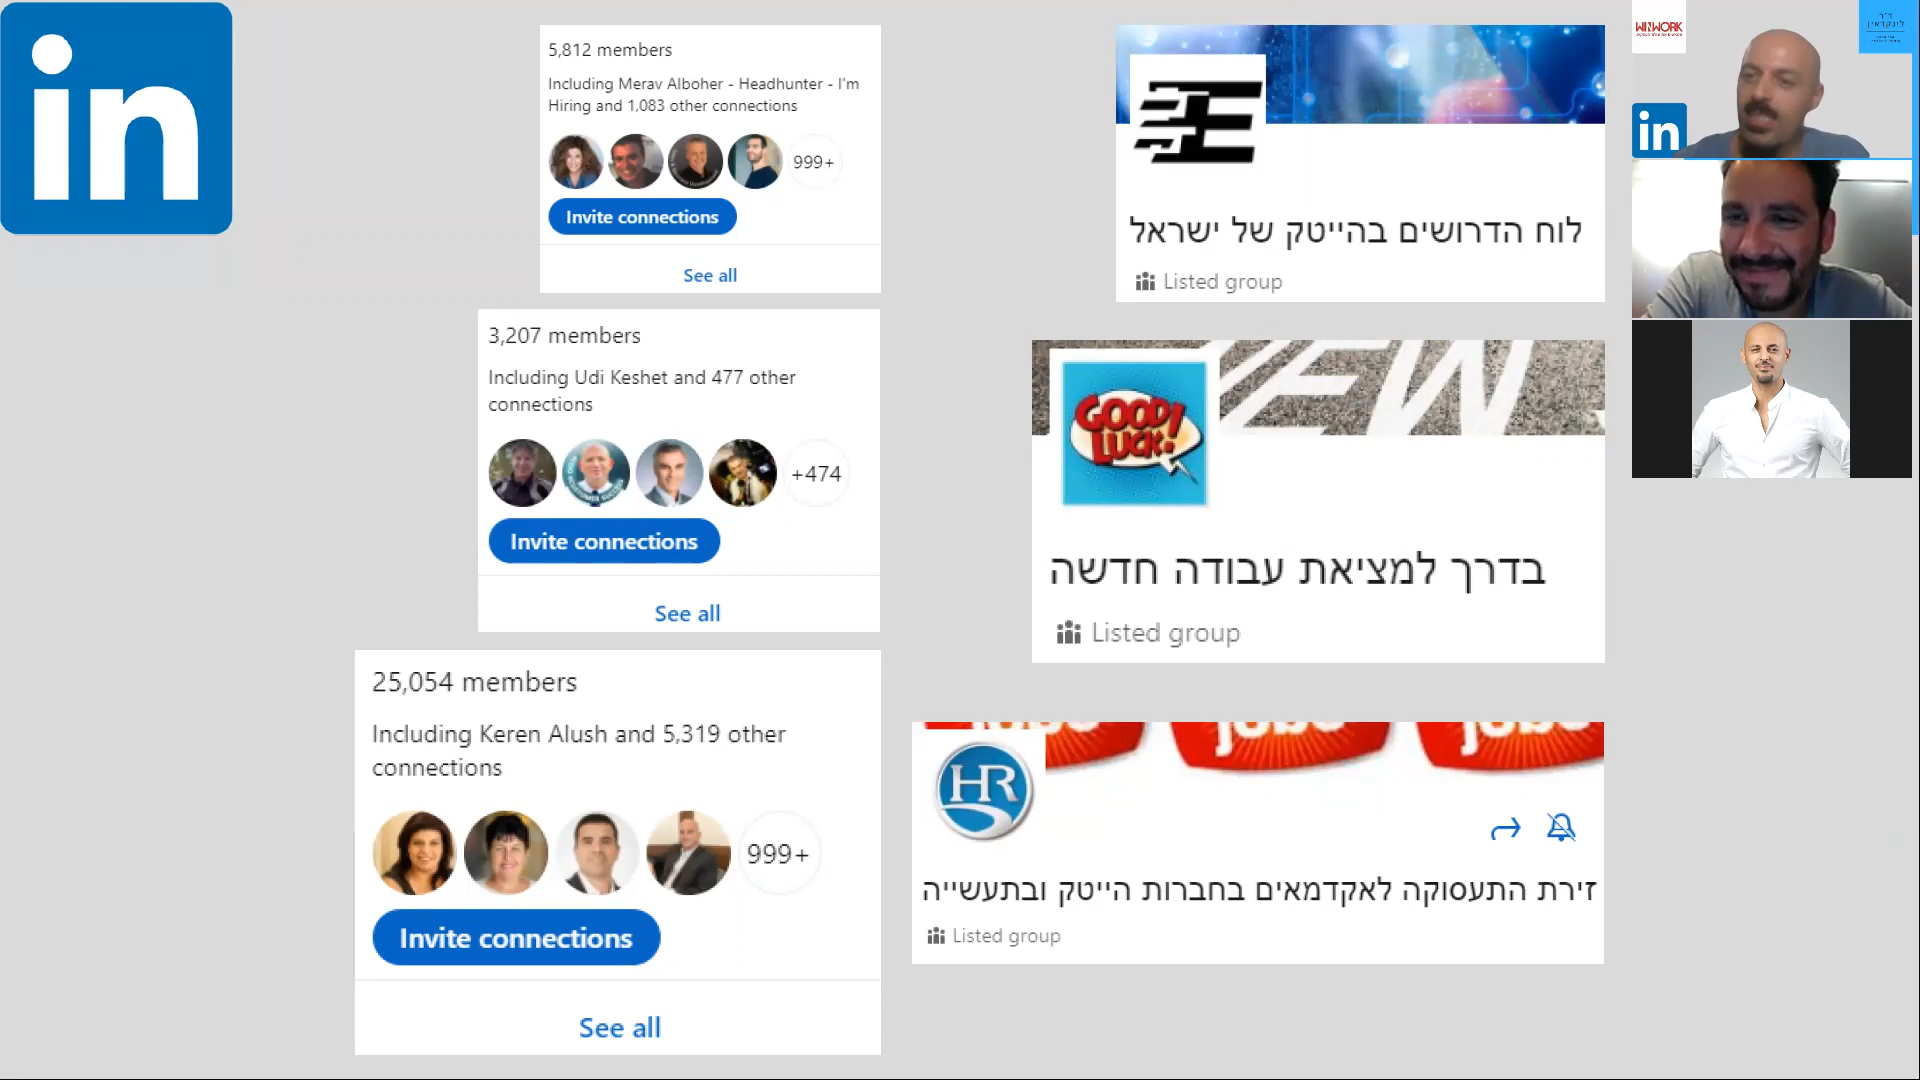 in
5,812 members
Including Merav Alboher - Headhunter - I'm
Hiring and 1,083 other connections
999+
Invite connections
See all
לוח הדרושים בהייטק של ישראל
Listed group
3,207 members
Including Udi Keshet and 477 other
connections
+474
Invite connections
See all
GOOD
LUCK!
בדרך למציאת עבודה חדשה
Listed group
25,054 members
Including Keren Alush and 5,319 other
connections
999+
Invite connections
See all
HR
זירת התעסוקה לאקדמאים בחברות הייטק ובתעשייה
Listed group
WINWORK
ד"ר
לינקדאין
in